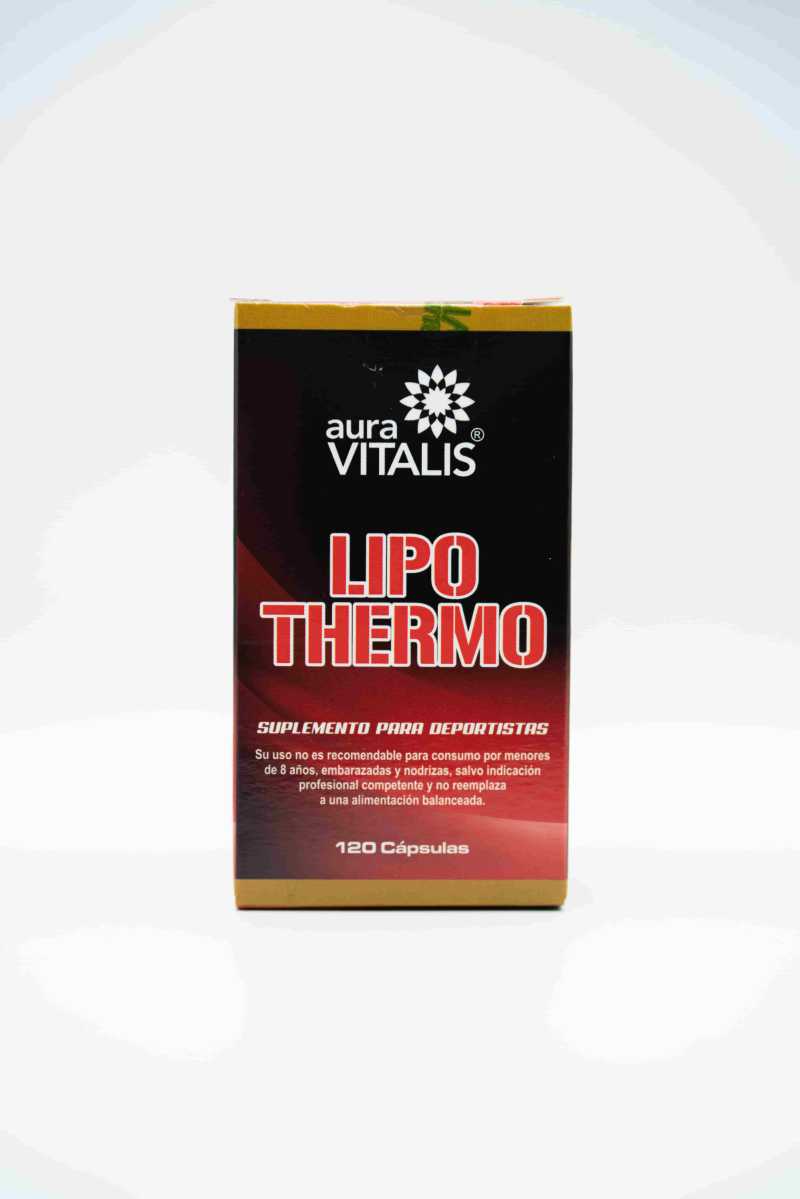 aura
VITALIS®
LIPO
THERMO
SUPLEMENTO PARA DEPORTISTAS
Su uso no es recomendable para consumo por menores
de 8 años, embarazadas y nodrizas, salvo indicación
profesional competente y no reemplaza
a una alimentación balanceada.
120 Cápsulas